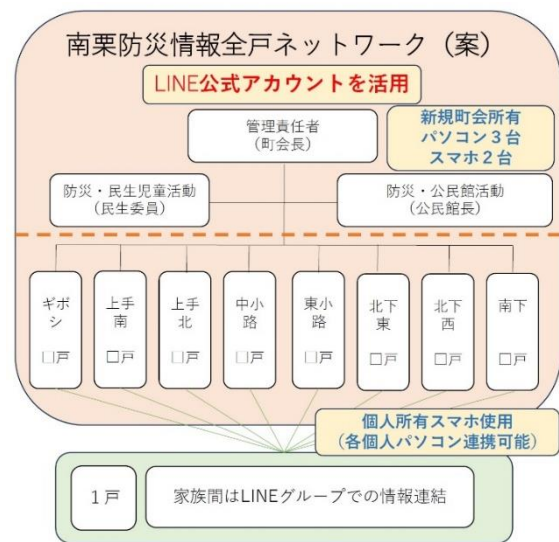 南栗防災情報全戸ネットワーク（案）
LINE公式アカウントを活用
管理責任者
（町会長）
新規町会所有
パソコン３台
スマホ２台
防災・民生児童活動
（民生委員）
防災・公民館活動
（公民館長）
ギボ
シ
□戸
上手
南
□戸
上手
北
□戸
中小
路
□戸
東小
路
□戸
北下
東
□戸
北下
西
□戸
南下
□戸
個人所有スマホ使用
（各個人パソコン連携可能）
１戸
家族間はLINEグループでの情報連結